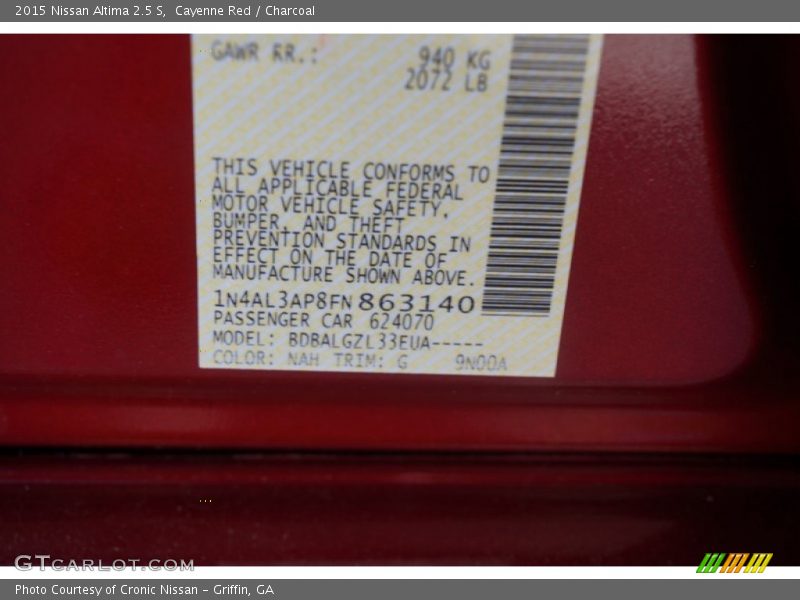 2015 Nissan Altima 2.5 S,  Cayenne Red / Charcoal
GAWR RR.: 940 KG
2072 LB
THIS VEHICLE CONFORMS TO
ALL APPLICABLE FEDERAL
MOTOR VEHICLE SAFETY,
BUMPER, AND THEFT
PREVENTION STANDARDS IN
EFFECT ON THE DATE OF
MANUFACTURE SHOWN ABOVE.
1N4AL3AP8FN863140
PASSENGER CAR 624070
MODEL: BDBALGZL33EUA-----
COLOR: NAH TRIM: G 9N00A
GTCARLOT.COM
Photo Courtesy of Cronic Nissan – Griffin, GA